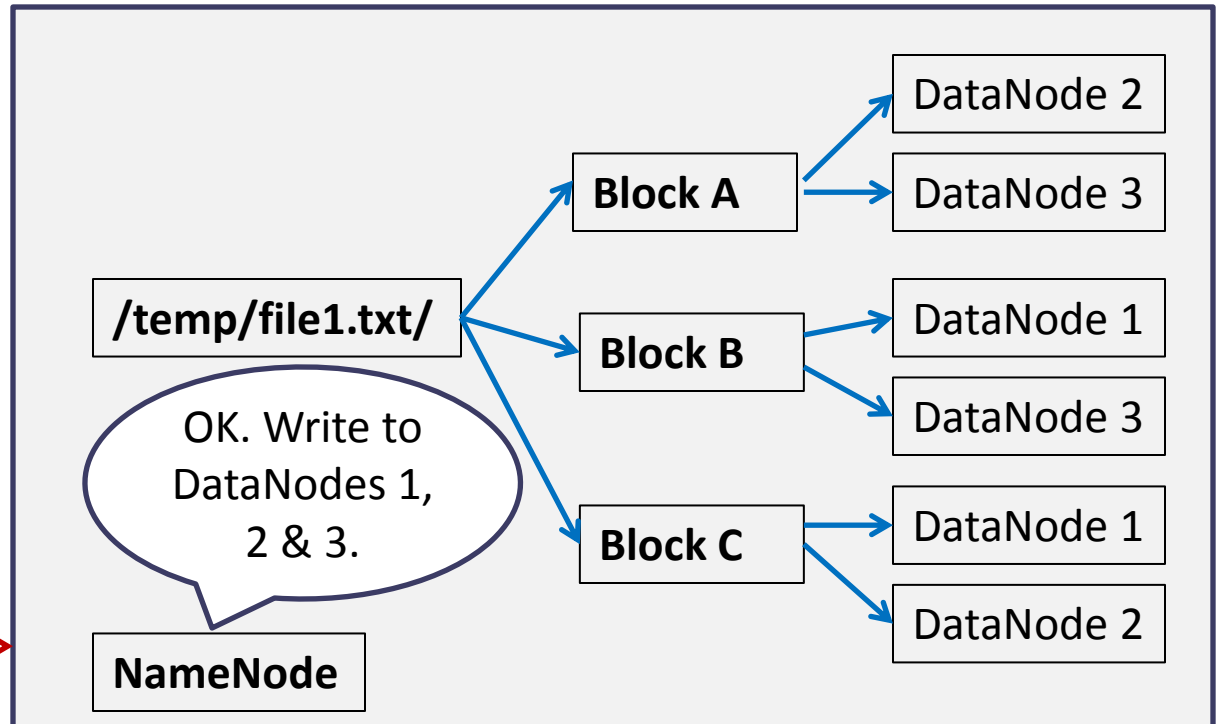 DataNode 2
Block A
DataNode 3
/temp/file1.txt/
DataNode 1
Block B
DataNode 3
OK. Write to
DataNodes 1,
2 & 3.
DataNode 1
Block C
DataNode 2
NameNode